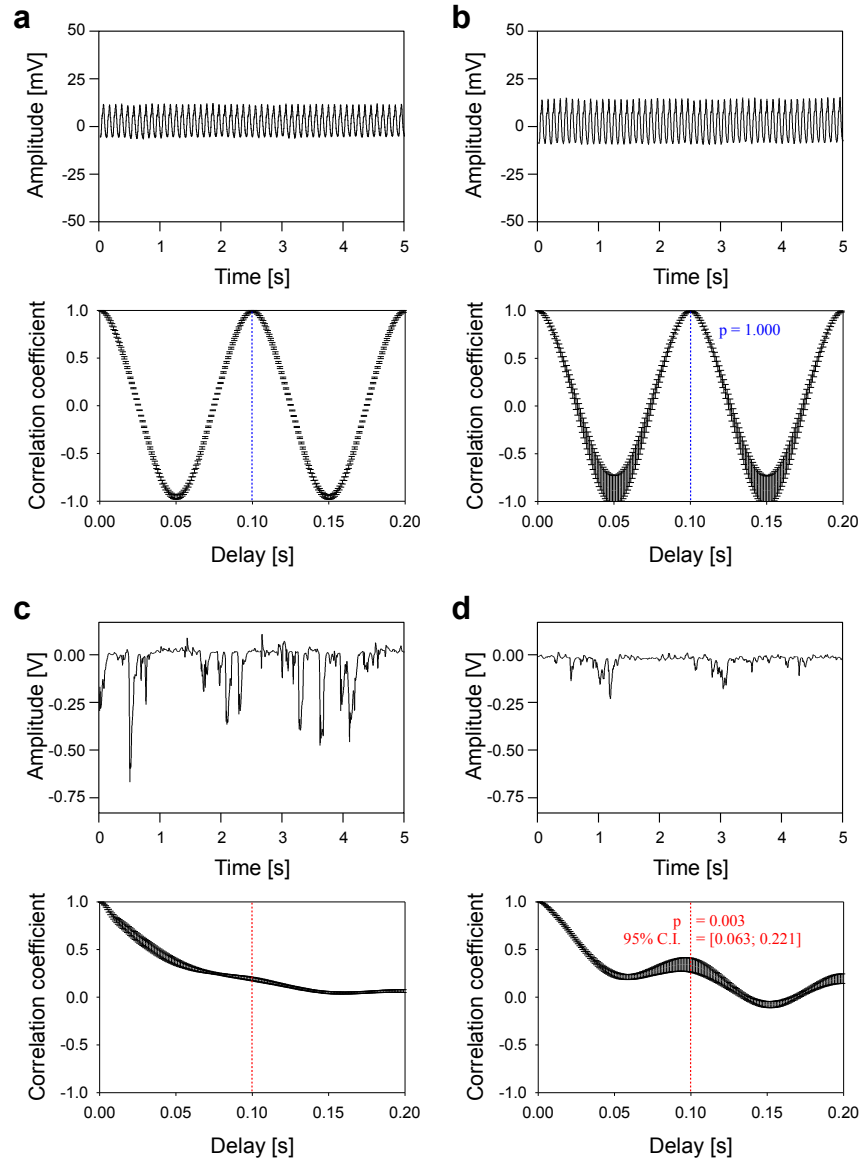 a
b
Amplitude [mV]
50
25
0
-25
-50
0 1 2 3 4 5
Time [s]
Amplitude [mV]
50
25
0
-25
-50
0 1 2 3 4 5
Time [s]
Correlation coefficient
1.0
0.5
0.0
-0.5
-1.0
0.00 0.05 0.10 0.15 0.20
Delay [s]
Correlation coefficient
1.0
0.5
0.0
-0.5
-1.0
p = 1.000
0.00 0.05 0.10 0.15 0.20
Delay [s]
c
d
Amplitude [V]
0.00
-0.25
-0.50
-0.75
0 1 2 3 4 5
Time [s]
Amplitude [V]
0.00
-0.25
-0.50
-0.75
0 1 2 3 4 5
Time [s]
Correlation coefficient
1.0
0.5
0.0
-0.5
-1.0
0.00 0.05 0.10 0.15 0.20
Delay [s]
Correlation coefficient
1.0
0.5
0.0
-0.5
-1.0
p = 0.003
95% C.I. = [0.063; 0.221]
0.00 0.05 0.10 0.15 0.20
Delay [s]